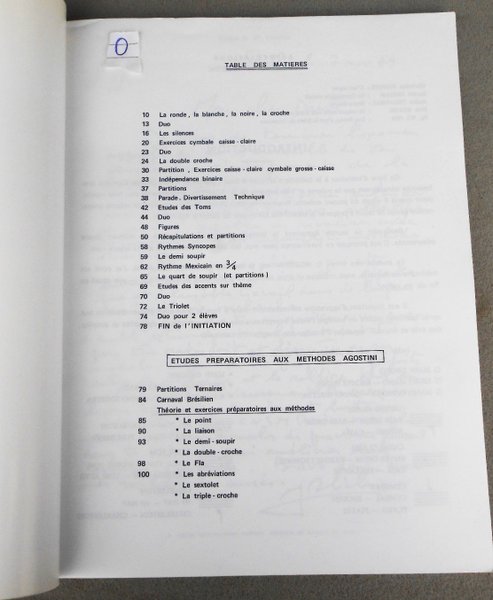 0
TABLE DES MATIERES
10 La ronde, la blanche, la noire, la croche
13 Duo
16 Les silences
20 Exercices cymbale caisse-claire
23 Duo
24 La double croche
30 Partition, Exercices caisse-claire cymbale grosse-caisse
33 Indépendance binaire
37 Partitions
38 Parade. Divertissement Technique
42 Etudes des Toms
44 Duo
48 Figures
50 Récapitulations et partitions
58 Rythmes Syncopes
59 Le demi soupir
62 Rythme Mexicain en 3/4
65 Le quart de soupir (et partitions)
69 Etudes des accents sur thème
70 Duo
72 Le Triolet
74 Duo pour 2 élèves
78 FIN de l'INITIATION
ETUDES PREPARATOIRES AUX METHODES AGOSTINI
79 Partitions Ternaires
84 Carnaval Brésilien
Théorie et exercices préparatoires aux méthodes
85 * Le point
90 * La liaison
93 * Le demi-soupir
* La double-croche
98 * Le Fla
100 * Les abréviations
* Le sextolet
* La triple-croche